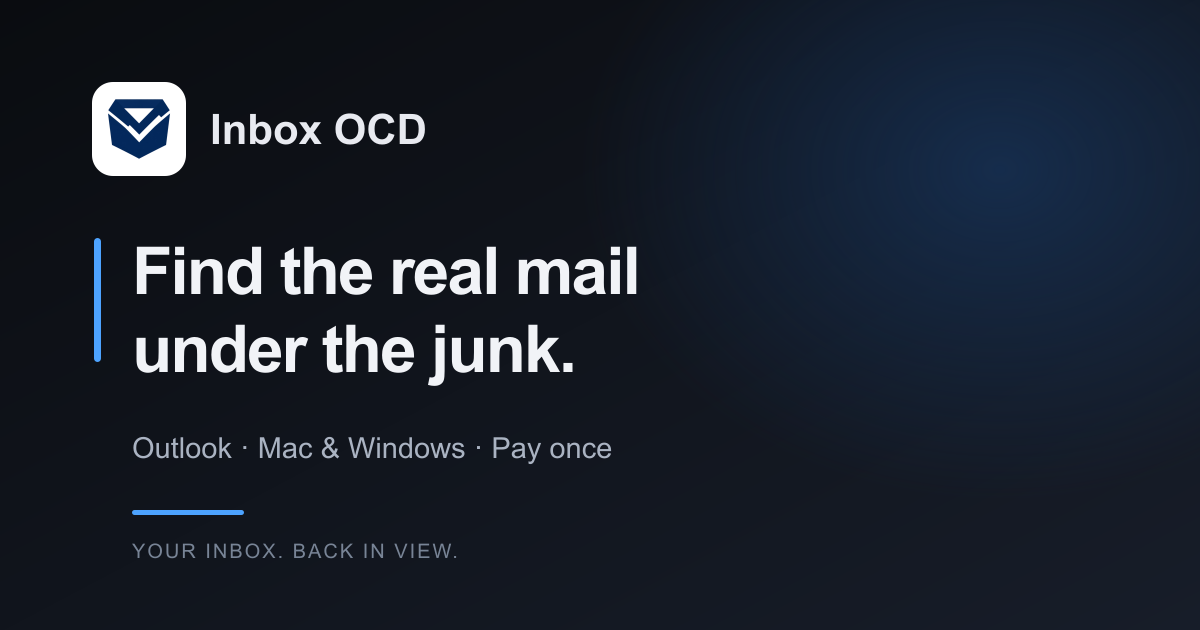 Inbox OCD
Find the real mail
under the junk.
Outlook · Mac & Windows · Pay once
YOUR INBOX. BACK IN VIEW.